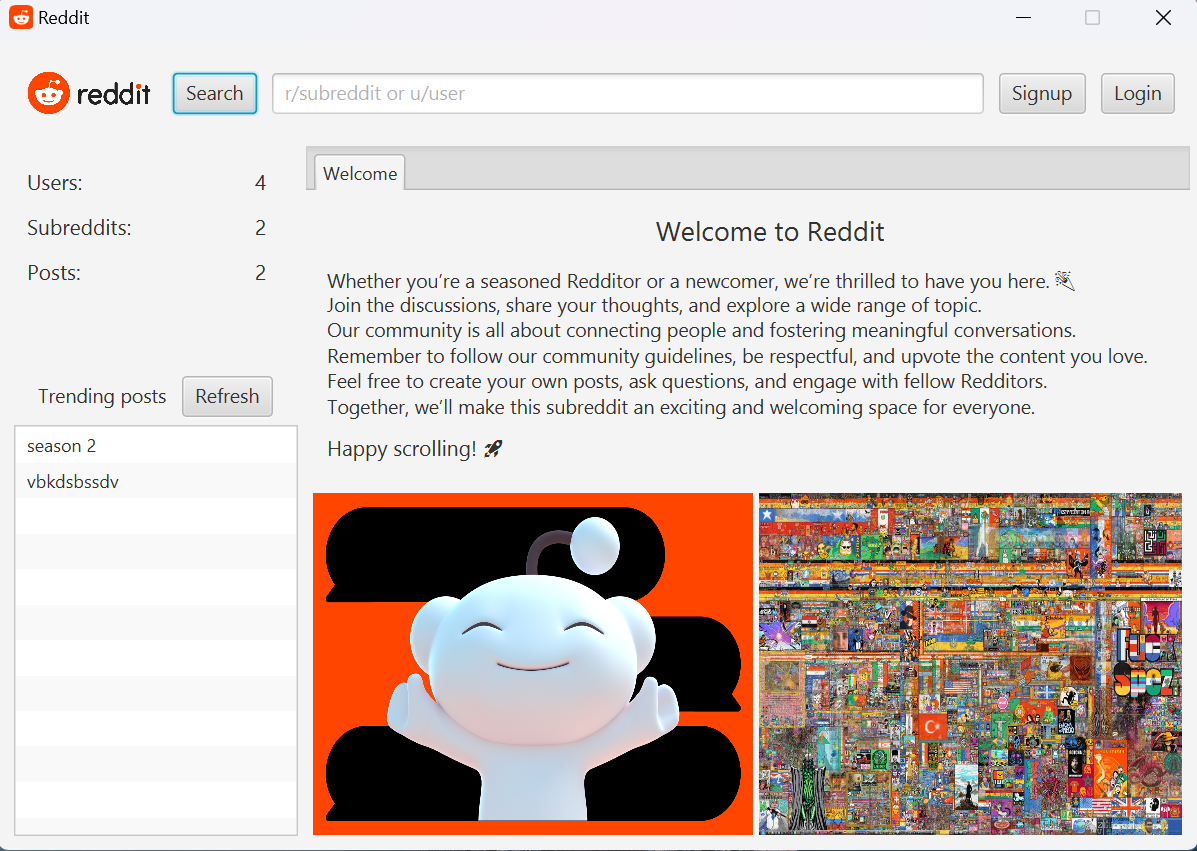 Reddit
reddit
Search
r/subreddit or u/user
Signup
Login
Users: 4
Subreddits: 2
Posts: 2
Trending posts
Refresh
season 2
vbkdsbssdv
Welcome
Welcome to Reddit
Whether you’re a seasoned Redditor or a newcomer, we’re thrilled to have you here. 🎉
Join the discussions, share your thoughts, and explore a wide range of topic.
Our community is all about connecting people and fostering meaningful conversations.
Remember to follow our community guidelines, be respectful, and upvote the content you love.
Feel free to create your own posts, ask questions, and engage with fellow Redditors.
Together, we’ll make this subreddit an exciting and welcoming space for everyone.
Happy scrolling! 🚀
FUC
SPEZ